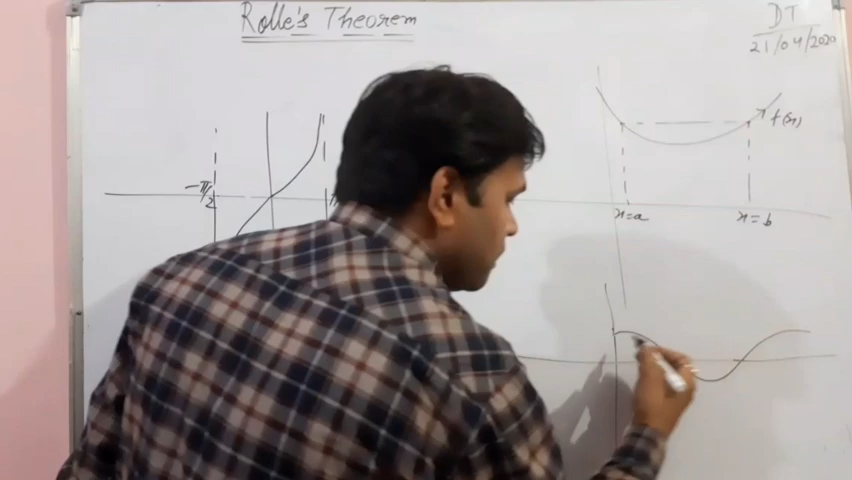 Rolle's Theorem
DT
21/04/2020
f(x)
-π/2
x=a
x=b